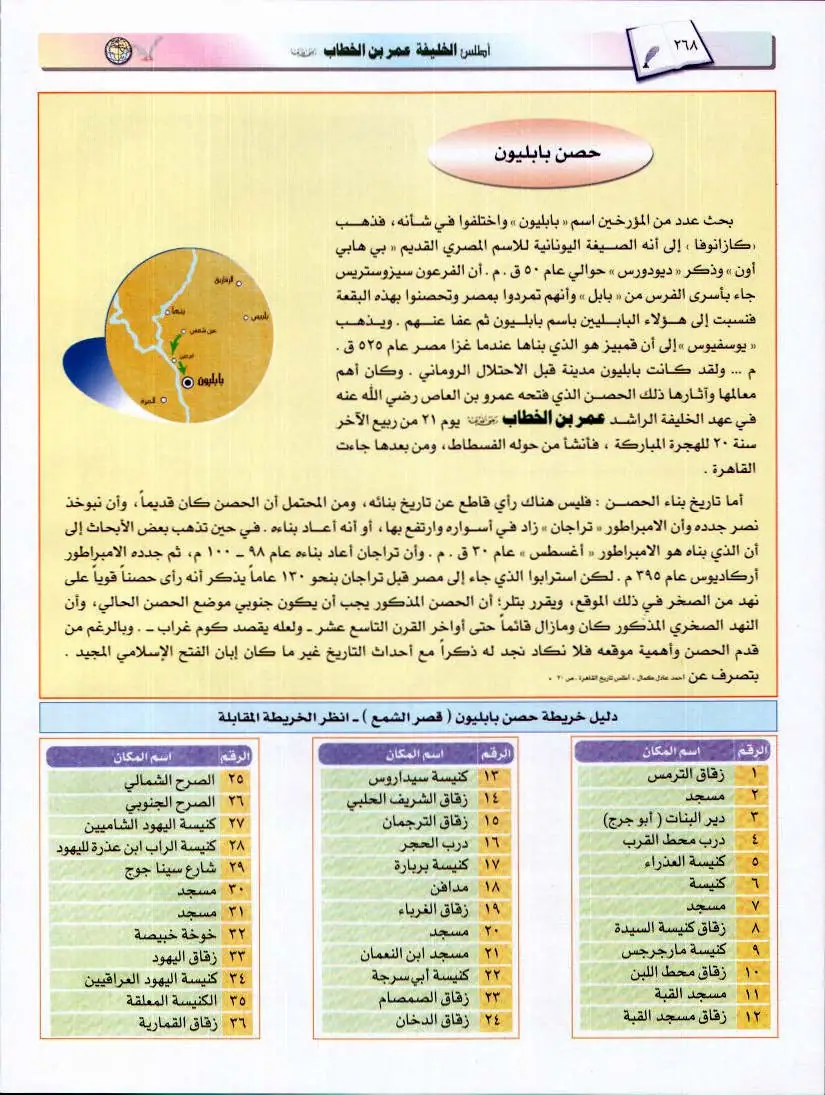 ٢٦٨
أطلس الخليفة عمر بن الخطاب
حصن بابليون
بحث عدد من المؤرخين اسم « بابليون » واختلفوا في شأنه ، فذهب
(كازانوفا) إلى أنه الصيغة اليونانية للاسم المصري القديم « بي هابي
أون » وذكر « ديودورس » حوالي عام ٥٠ ق . م . أن الفرعون سيزوستريس
جاء بأسرى الفرس من « بابل » وأنهم تمردوا بمصر وتحصنوا بهذه البقعة
فنسبت إلى هؤلاء البابليين باسم بابليون ثم عفا عنهم . ويذهب
« يوسفيوس » إلى أن قمبيز هو الذي بناها عندما غزا مصر عام ٥٢٥ ق .
م ... ولقد كانت بابليون مدينة قبل الاحتلال الروماني . وكان أهم
معالمها وآثارها ذلك الحصن الذي فتحه عمرو بن العاص رضي الله عنه
في عهد الخليفة الراشد عمر بن الخطاب يوم ٢١ من ربيع الآخر
سنة ٢٠ للهجرة المباركة ، فأنشأ من حوله الفسطاط ، ومن بعدها جاءت
القاهرة .
الزقازيق
بنها
بلبيس
عين شمس
بابليون
الجيزة
أما تاريخ بناء الحصن : فليس هناك رأي قاطع عن تاريخ بنائه ، ومن المحتمل أن الحصن كان قديماً ، وأن نبوخذ
نصر جدده وأن الامبراطور « تراجان » زاد في أسواره وارتفع بها ، أو أنه أعاد بناءه . في حين تذهب بعض الأبحاث إلى
أن الذي بناه هو الامبراطور « أغسطس » عام ٣٠ ق . م . وأن تراجان أعاد بناءه عام ٩٨ - ١٠٠ م ، ثم جدده الامبراطور
أركاديوس عام ٣٩٥ م . لكن استرابوا الذي جاء إلى مصر قبل تراجان بنحو ١٣٠ عاماً يذكر أنه رأى حصناً قوياً على
نهد من الصخر في ذلك الموقع ، ويقرر بتلر؛ أن الحصن المذكور يجب أن يكون جنوبي موضع الحصن الحالي ، وأن
النهد الصخري المذكور كان ومازال قائماً حتى أواخر القرن التاسع عشر - ولعله يقصد كوم غراب - . وبالرغم من
قدم الحصن وأهمية موقعه فلا نكاد نجد له ذكراً مع أحداث التاريخ غير ما كان إبان الفتح الإسلامي المجيد .
بتصرف عن أحمد عادل كمال ، أطلس تاريخ القاهرة ، ص ٢٠ .
دليل خريطة حصن بابليون ( قصر الشمع ) - انظر الخريطة المقابلة
الرقم اسم المكان
١ زقاق الترمس
٢ مسجد
٣ دير البنات ( أبو جرج)
٤ درب محط القرب
٥ كنيسة العذراء
٦ كنيسة
٧ مسجد
٨ زقاق كنيسة السيدة
٩ كنيسة مارجرجس
١٠ زقاق محط اللبن
١١ مسجد القبة
١٢ زقاق مسجد القبة
الرقم اسم المكان
١٣ كنيسة سيداروس
١٤ زقاق الشريف الحلبي
١٥ زقاق الترجمان
١٦ درب الحجر
١٧ كنيسة بربارة
١٨ مدافن
١٩ زقاق الغرباء
٢٠ مسجد
٢١ مسجد ابن النعمان
٢٢ كنيسة أبي سرجة
٢٣ زقاق الصمصام
٢٤ زقاق الدخان
الرقم اسم المكان
٢٥ الصرح الشمالي
٢٦ الصرح الجنوبي
٢٧ كنيسة اليهود الشاميين
٢٨ كنيسة الراب ابن عذرة لليهود
٢٩ شارع سينا جوج
٣٠ مسجد
٣١ مسجد
٣٢ خوخة خبيصة
٣٣ زقاق اليهود
٣٤ كنيسة اليهود العراقيين
٣٥ الكنيسة المعلقة
٣٦ زقاق القمارية